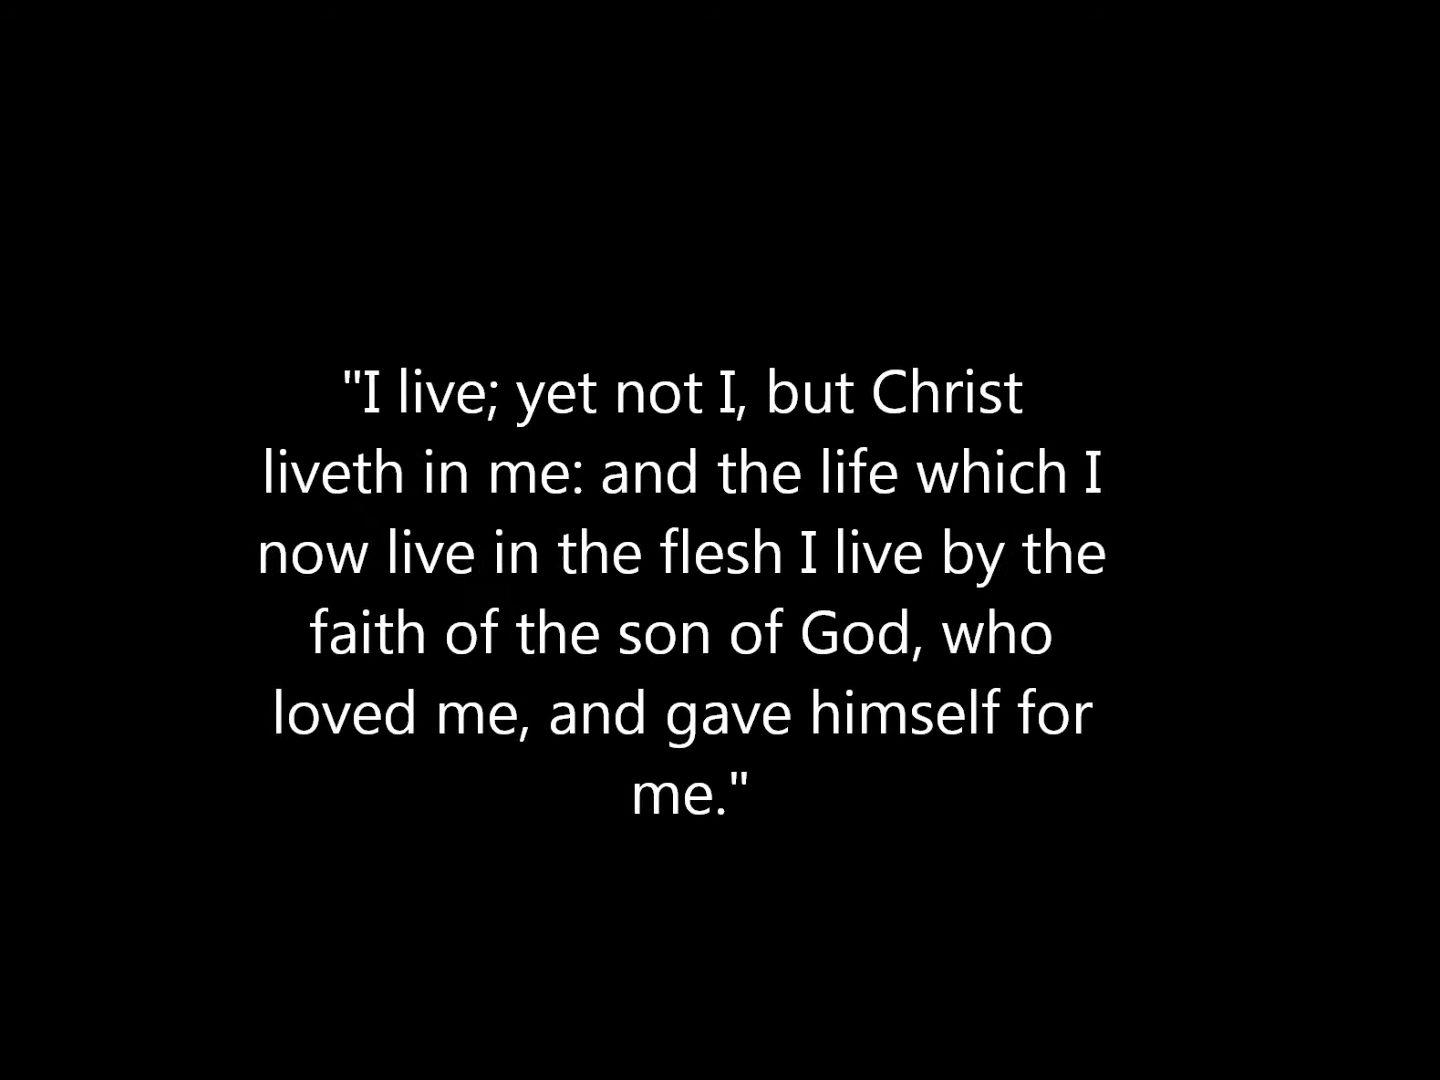 "I live; yet not I, but Christ
liveth in me: and the life which I
now live in the flesh I live by the
faith of the son of God, who
loved me, and gave himself for
me."